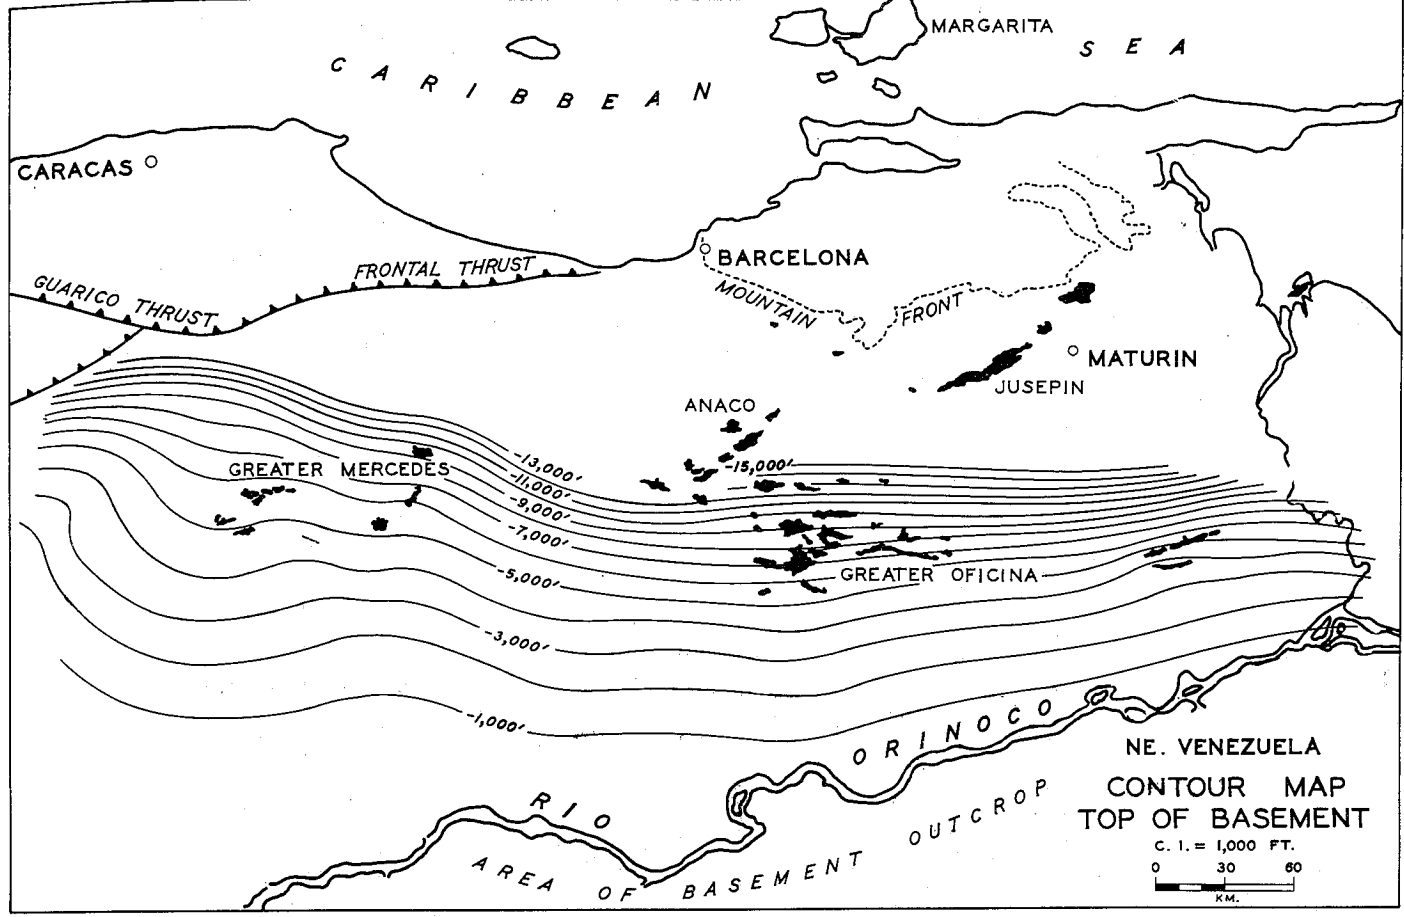 MARGARITA
CARIBBEAN SEA
CARACAS
BARCELONA
GUARICO THRUST
FRONTAL THRUST
MOUNTAIN FRONT
MATURIN
JUSEPIN
ANACO
GREATER MERCEDES
-15,000'
-13,000'
-11,000'
-9,000'
-7,000'
-5,000'
GREATER OFICINA
-3,000'
-1,000'
RIO ORINOCO
AREA OF BASEMENT OUTCROP
NE. VENEZUELA
CONTOUR MAP
TOP OF BASEMENT
C. I. = 1,000 FT.
0 30 60
KM.